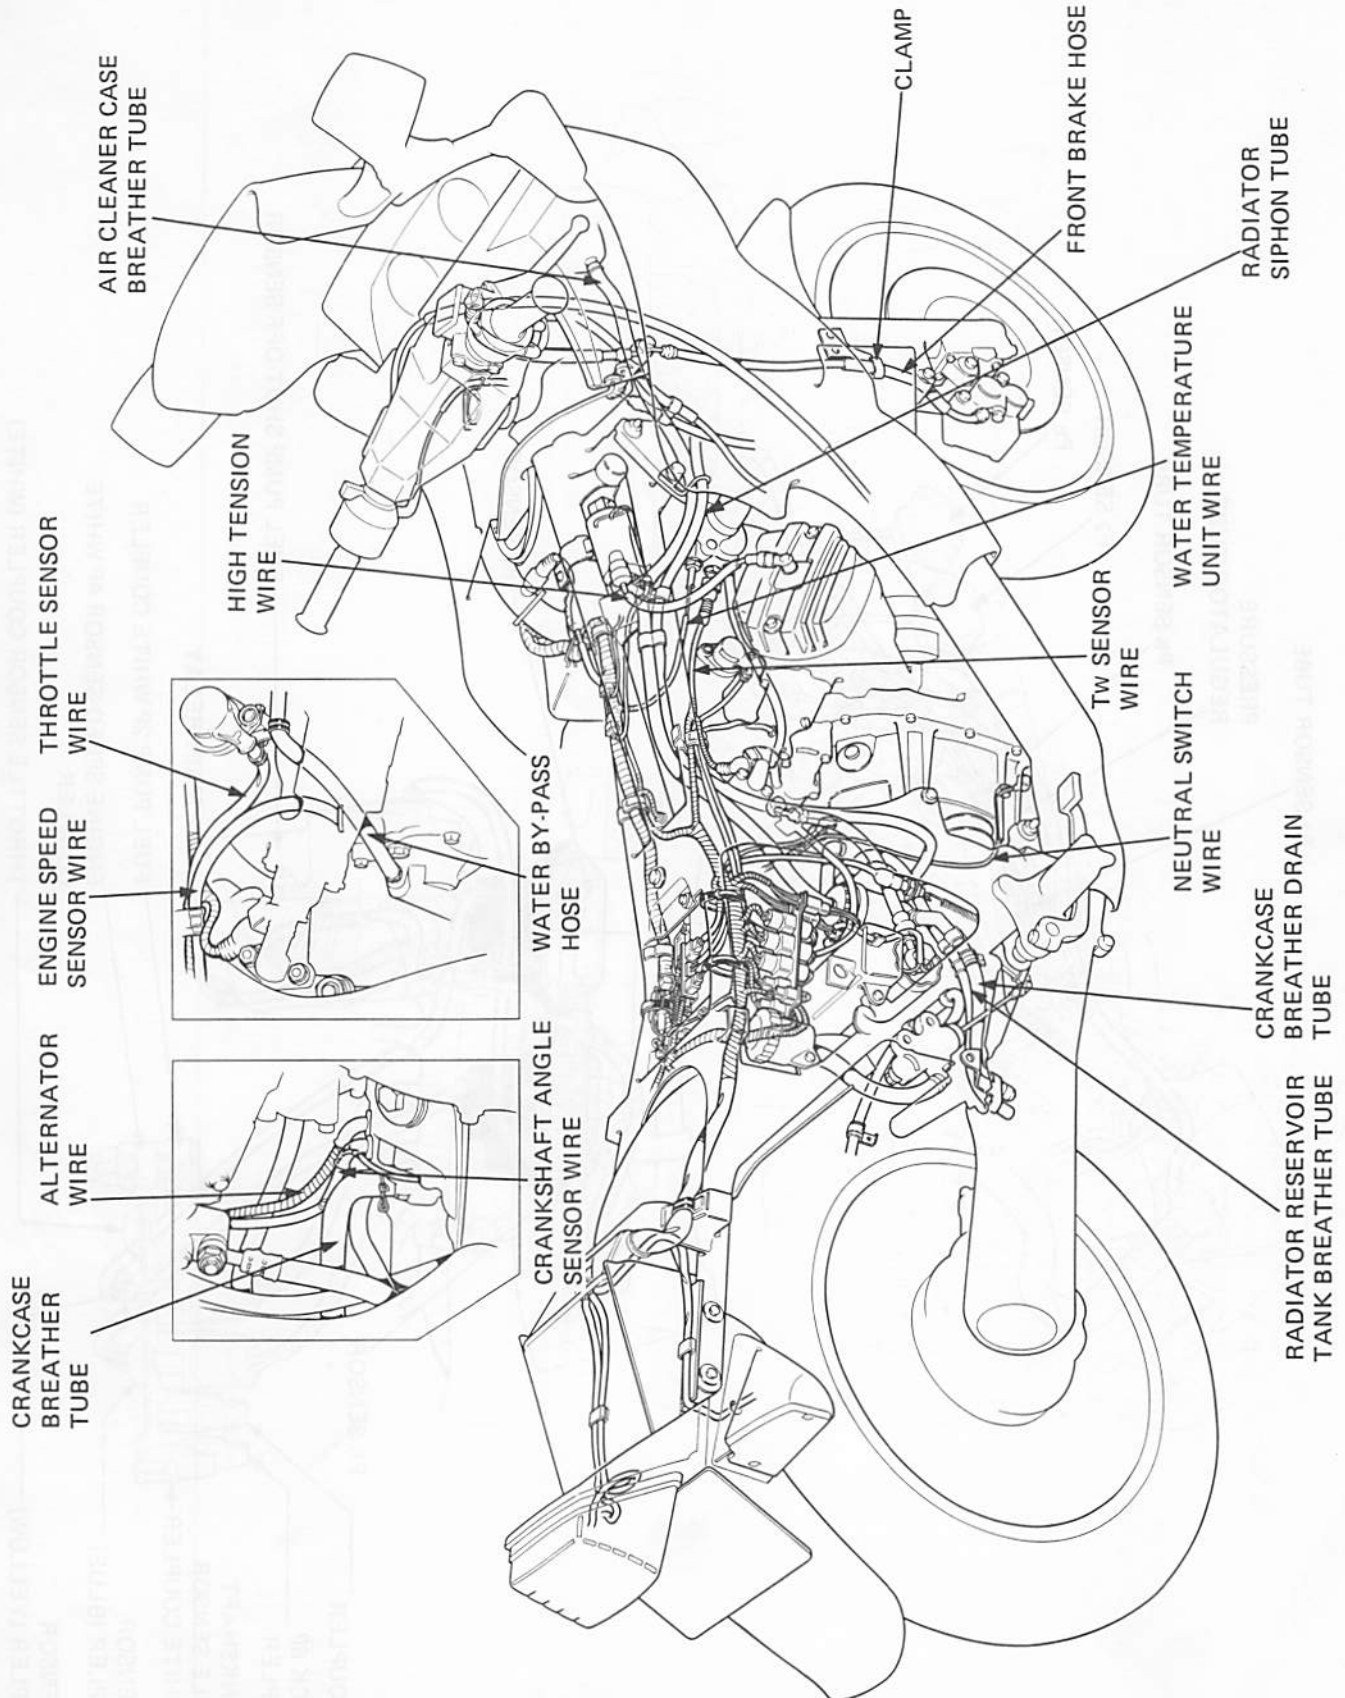 CRANKCASE
BREATHER
TUBE
ALTERNATOR
WIRE
ENGINE SPEED
SENSOR WIRE
THROTTLE SENSOR
WIRE
HIGH TENSION
WIRE
AIR CLEANER CASE
BREATHER TUBE
CRANKSHAFT ANGLE
SENSOR WIRE
WATER BY-PASS
HOSE
CLAMP
FRONT BRAKE HOSE
RADIATOR
SIPHON TUBE
WATER TEMPERATURE
UNIT WIRE
Tw SENSOR
WIRE
NEUTRAL SWITCH
WIRE
CRANKCASE
BREATHER DRAIN
TUBE
RADIATOR RESERVOIR
TANK BREATHER TUBE